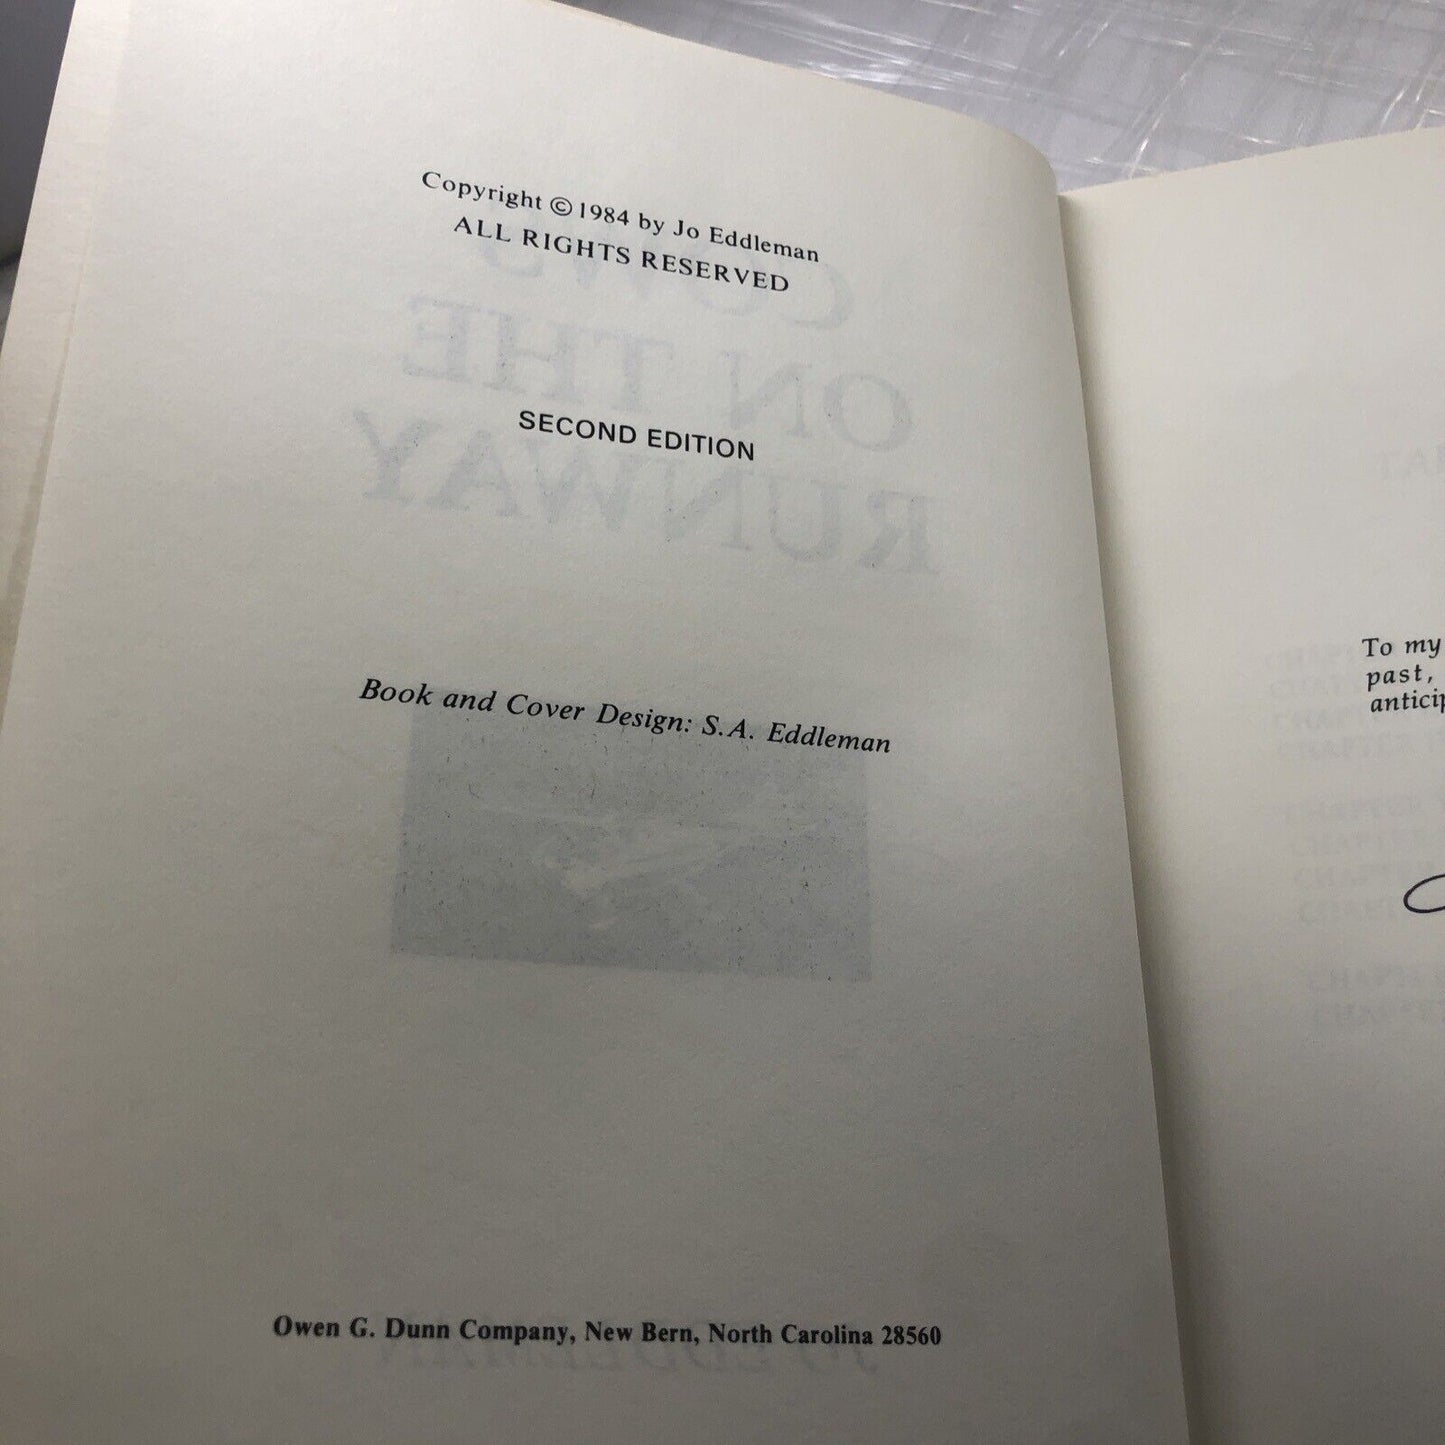 Copyright © 1984 by Jo Eddleman
ALL RIGHTS RESERVED
SECOND EDITION
Book and Cover Design: S.A. Eddleman
Owen G. Dunn Company, New Bern, North Carolina 28560
To my
past,